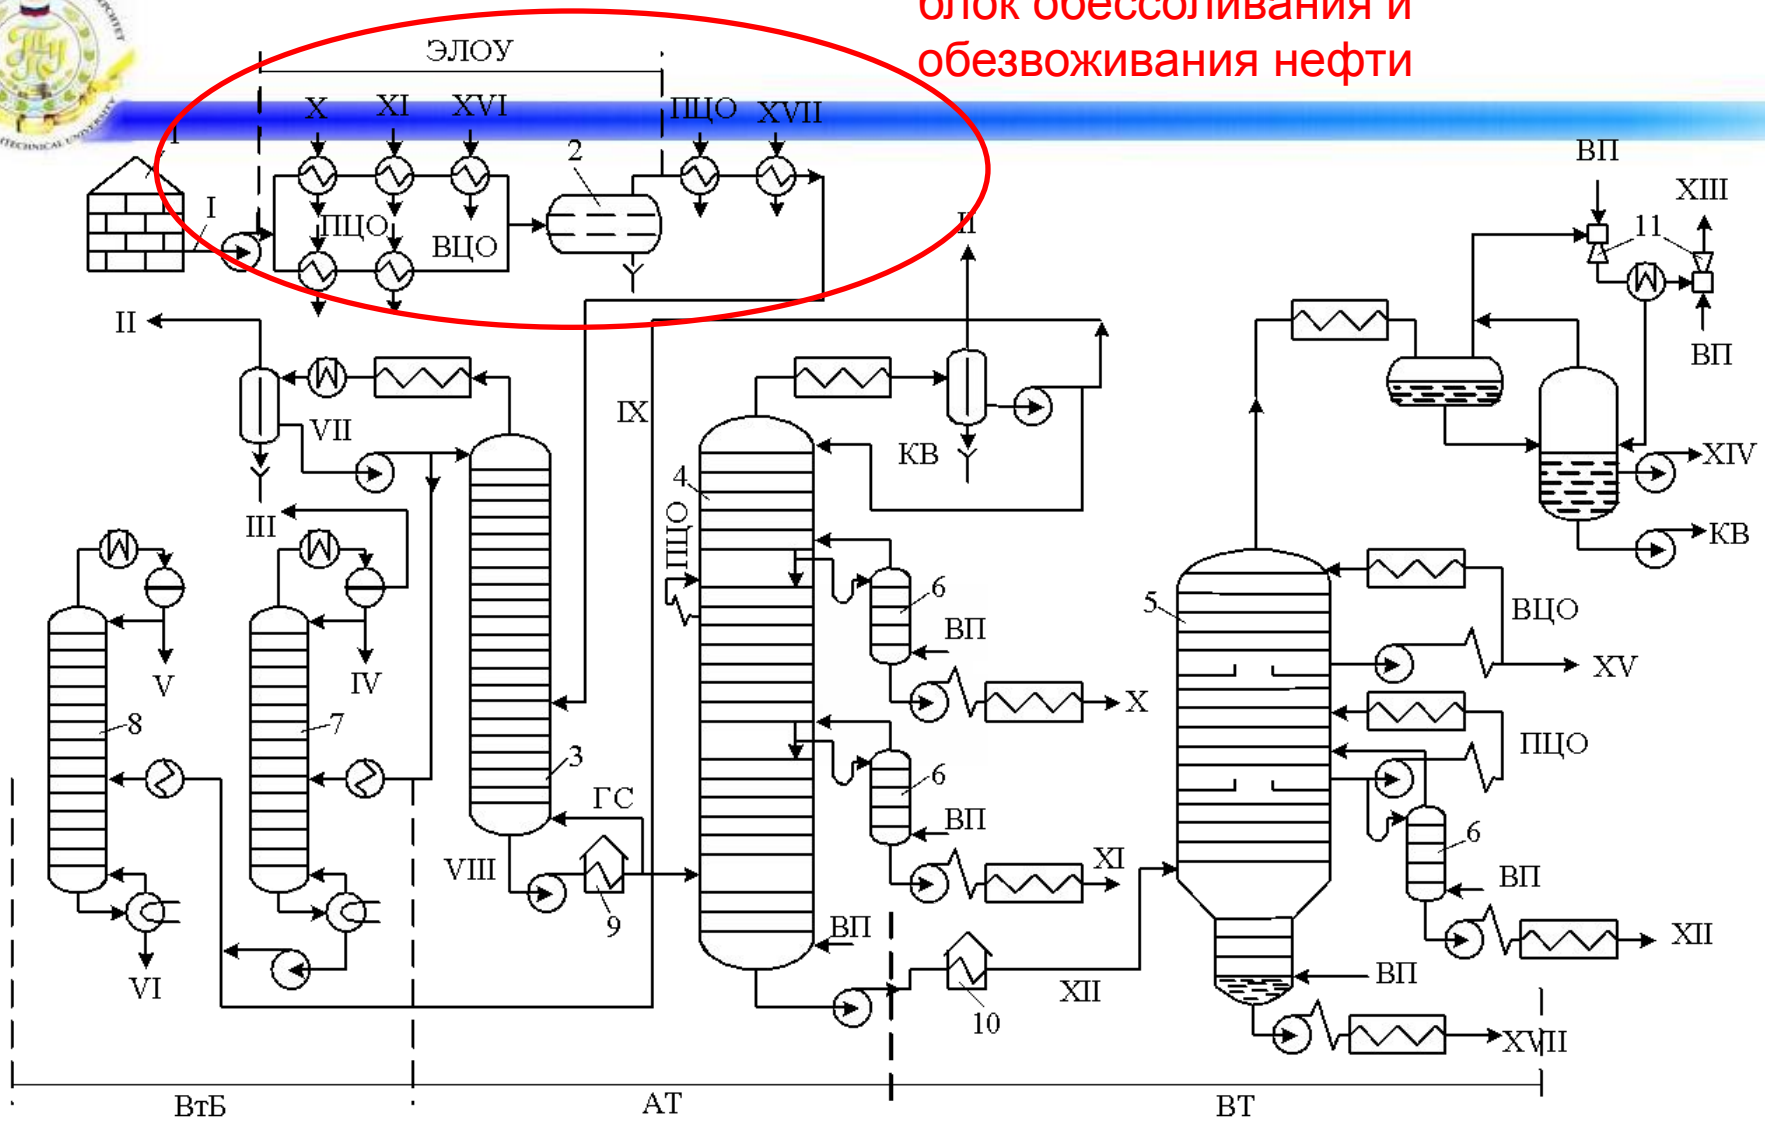 блок обессоливания и
обезвоживания нефти
ЭЛОУ
X XI XVI ПЦО XVII
1
2
I
ПЦО
ВЦО
II
ВП
XIII
11
ВП
II
VII
IX
КВ
XIV
КВ
III
ПЦО
4
6
5
ВЦО
ВП
V
IV
X
XV
8
7
3
ПЦО
6
ГС
ВП
6
VIII
XI
ВП
9
ВП
XII
VI
XII
ВП
10
XVII
ВтБ
АТ
ВТ